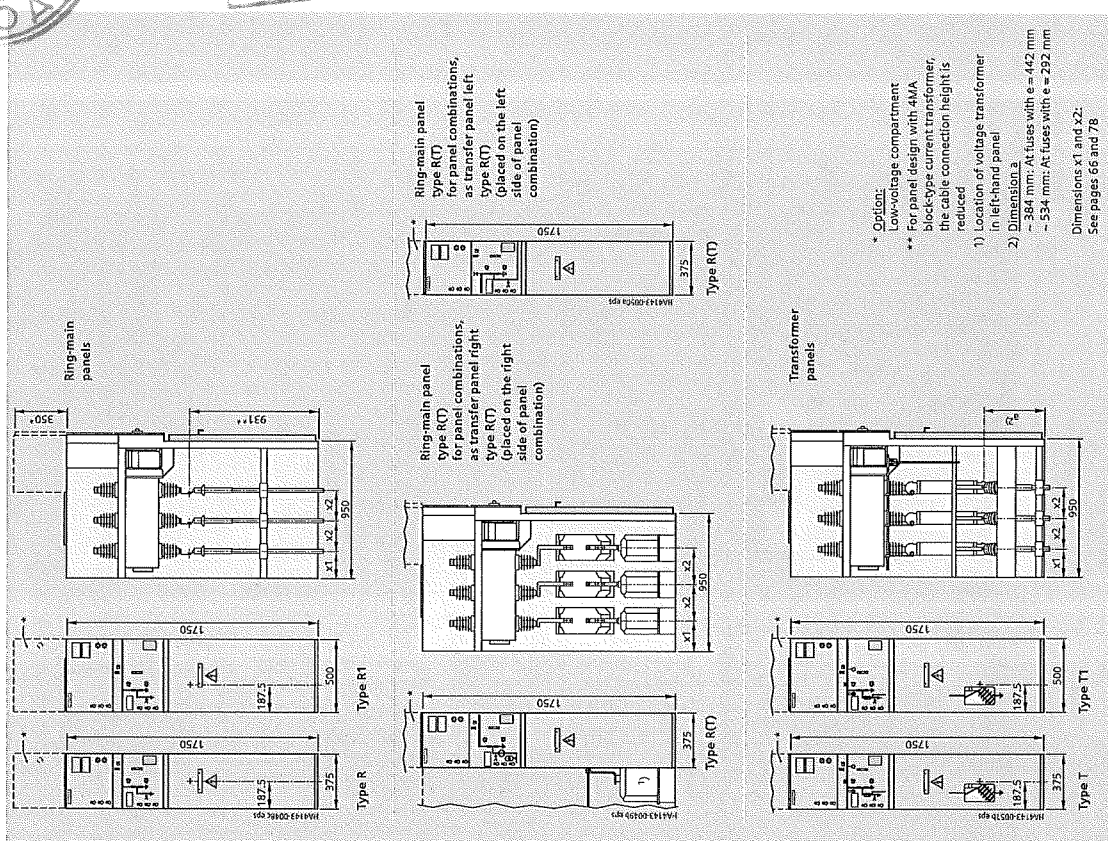 Ring-main
panels
350*
931**
950
x1
x2
x2
*
1750
500
187.5
Type R1
*
1750
375
187.5
Type R
HA4143-0048c eps
Ring-main panel
type R(T)
for panel combinations,
as transfer panel right
type R(T)
(placed on the right
side of panel
combination)
x1
x2
x2
950
*
1750
375
1)
Type R(T)
HA4143-0049b eps
Ring-main panel
type R(T)
for panel combinations,
as transfer panel left
type R(T)
(placed on the left
side of panel
combination)
*
1750
375
Type R(T)
HA4143-0050a eps
Transformer
panels
a 2)
x1
x2
x2
950
*
1750
500
187.5
Type T1
*
1750
375
187.5
Type T
HA4143-0051b eps
* Option:
Low-voltage compartment
** For panel design with 4MA
block-type current transformer,
the cable connection height is
reduced
1) Location of voltage transformer
in left-hand panel
2) Dimension a
~ 384 mm: At fuses with e = 442 mm
~ 534 mm: At fuses with e = 292 mm
Dimensions x1 and x2:
See pages 66 and 78